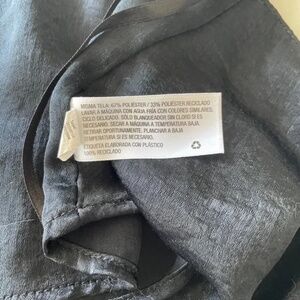 MISMA TELA: 67% POLIÉSTER / 33% POLIÉSTER RECICLADO
LAVAR A MÁQUINA CON AGUA FRÍA CON COLORES SIMILARES,
CICLO DELICADO. SÓLO BLANQUEADOR SIN CLORO SI ES
NECESARIO. SECAR A MÁQUINA A TEMPERATURA BAJA.
RETIRAR OPORTUNAMENTE. PLANCHAR A BAJA
TEMPERATURA SI ES NECESARIO.
ETIQUETA ELABORADA CON PLÁSTICO
100% RECICLADO